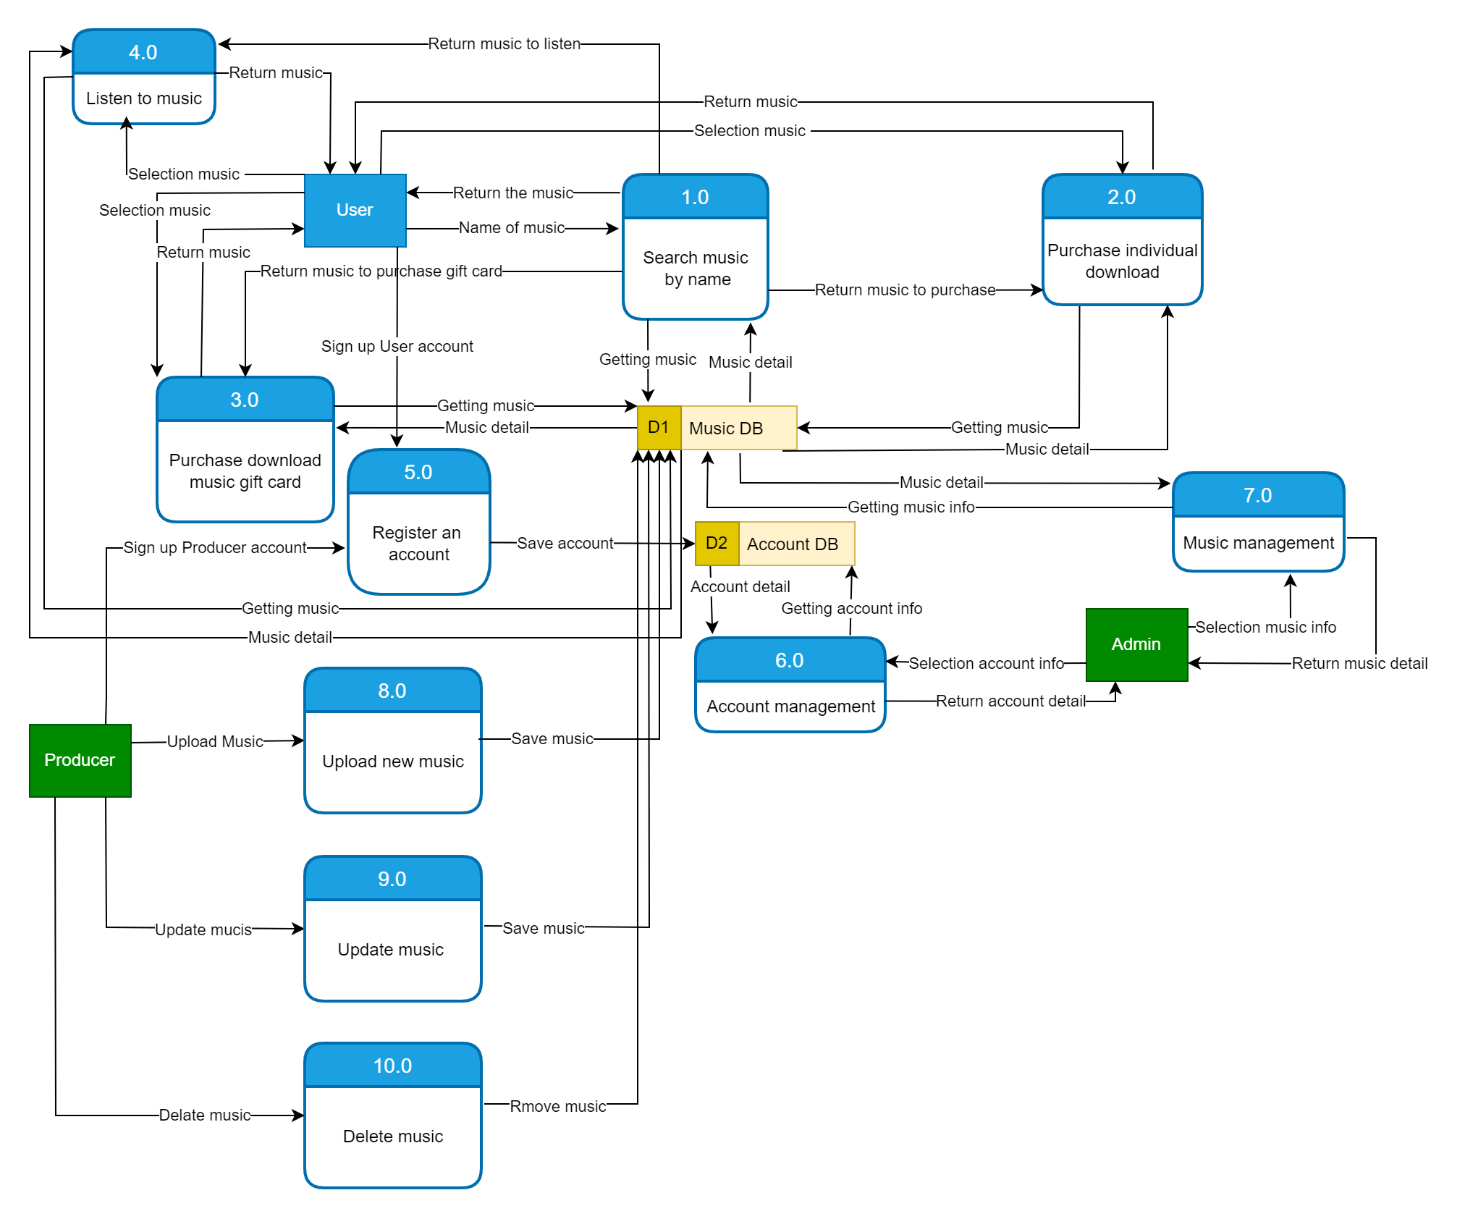 4.0
Listen to music
Return music to listen
Return music
Return music
Selection music
Selection music
User
Return the music
Name of music
1.0
Search music
by name
2.0
Purchase individual
download
Selection music
Return music
Return music to purchase gift card
Return music to purchase
Sign up User account
Getting music
Music detail
3.0
Purchase download
music gift card
Getting music
Music detail
D1
Music DB
Getting music
Music detail
5.0
Register an
account
Music detail
Getting music info
7.0
Music management
Sign up Producer account
Save account
D2
Account DB
Account detail
Getting account info
Getting music
Music detail
6.0
Account management
Selection account info
Return account detail
Admin
Selection music info
Return music detail
8.0
Upload new music
Producer
Upload Music
Save music
9.0
Update music
Update mucis
Save music
10.0
Delete music
Delate music
Rmove music